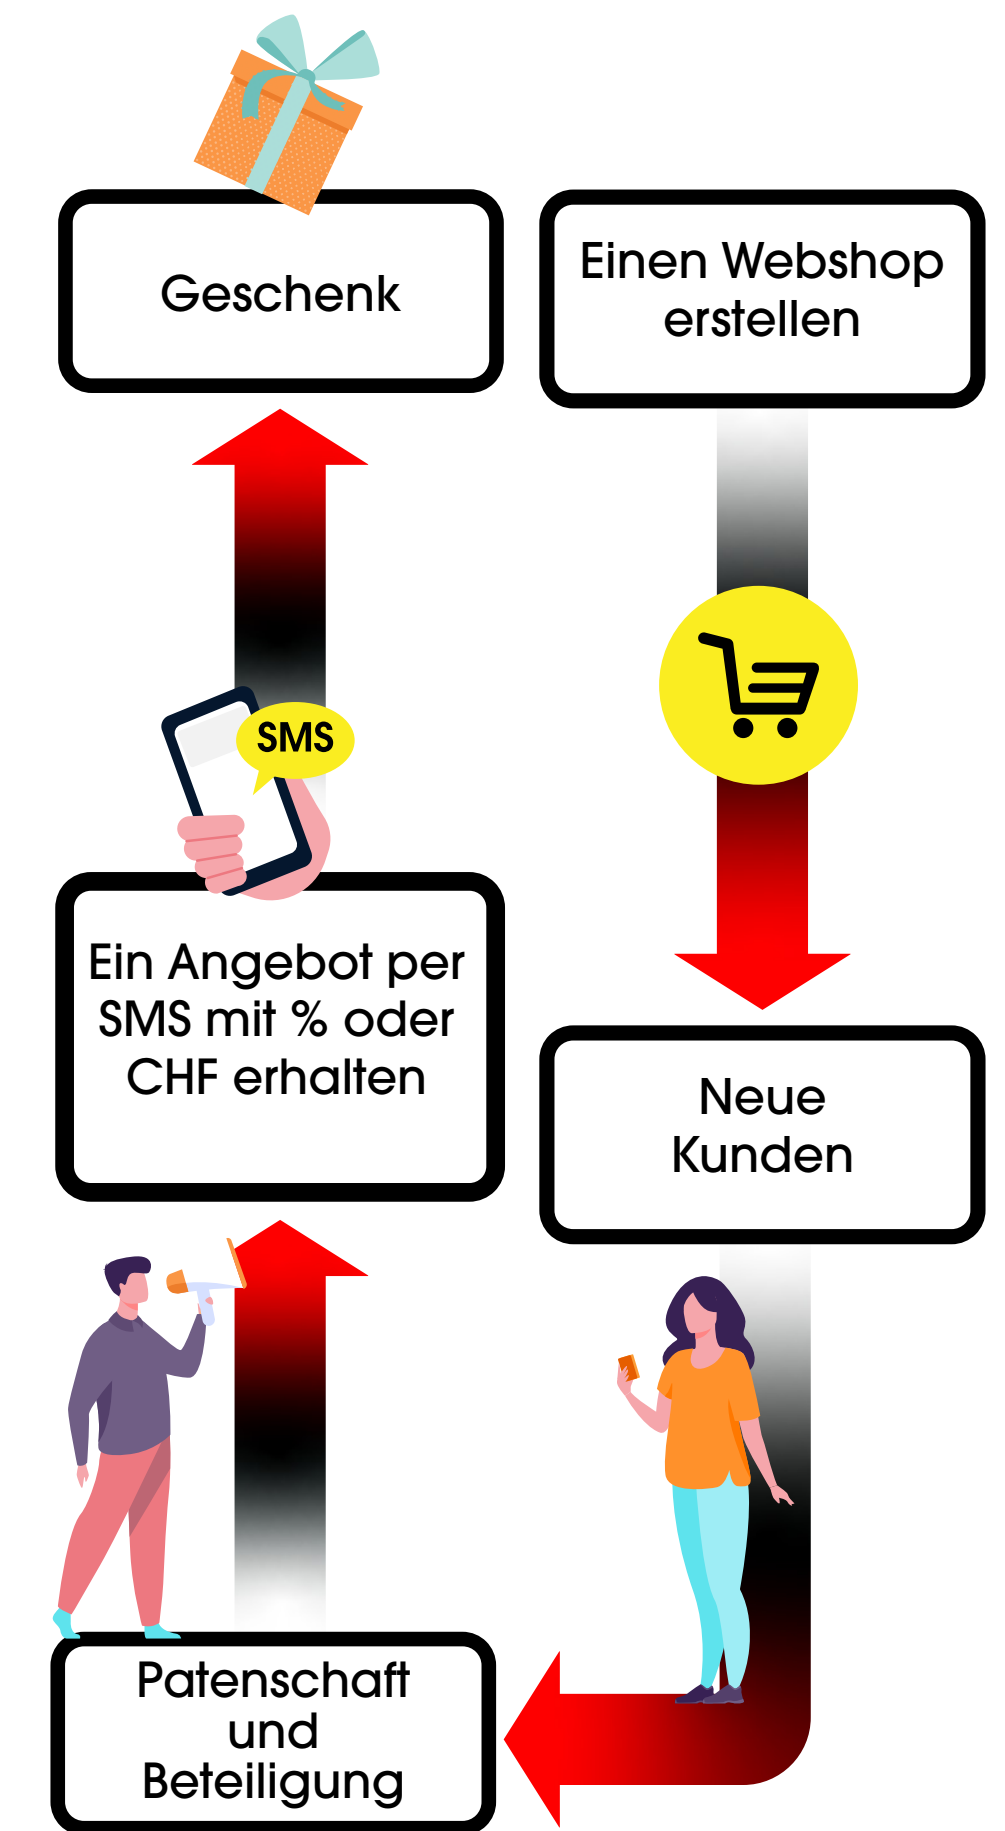 Geschenk
Einen Webshop
erstellen
SMS
Ein Angebot per
SMS mit % oder
CHF erhalten
Neue
Kunden
Patenschaft
und
Beteiligung